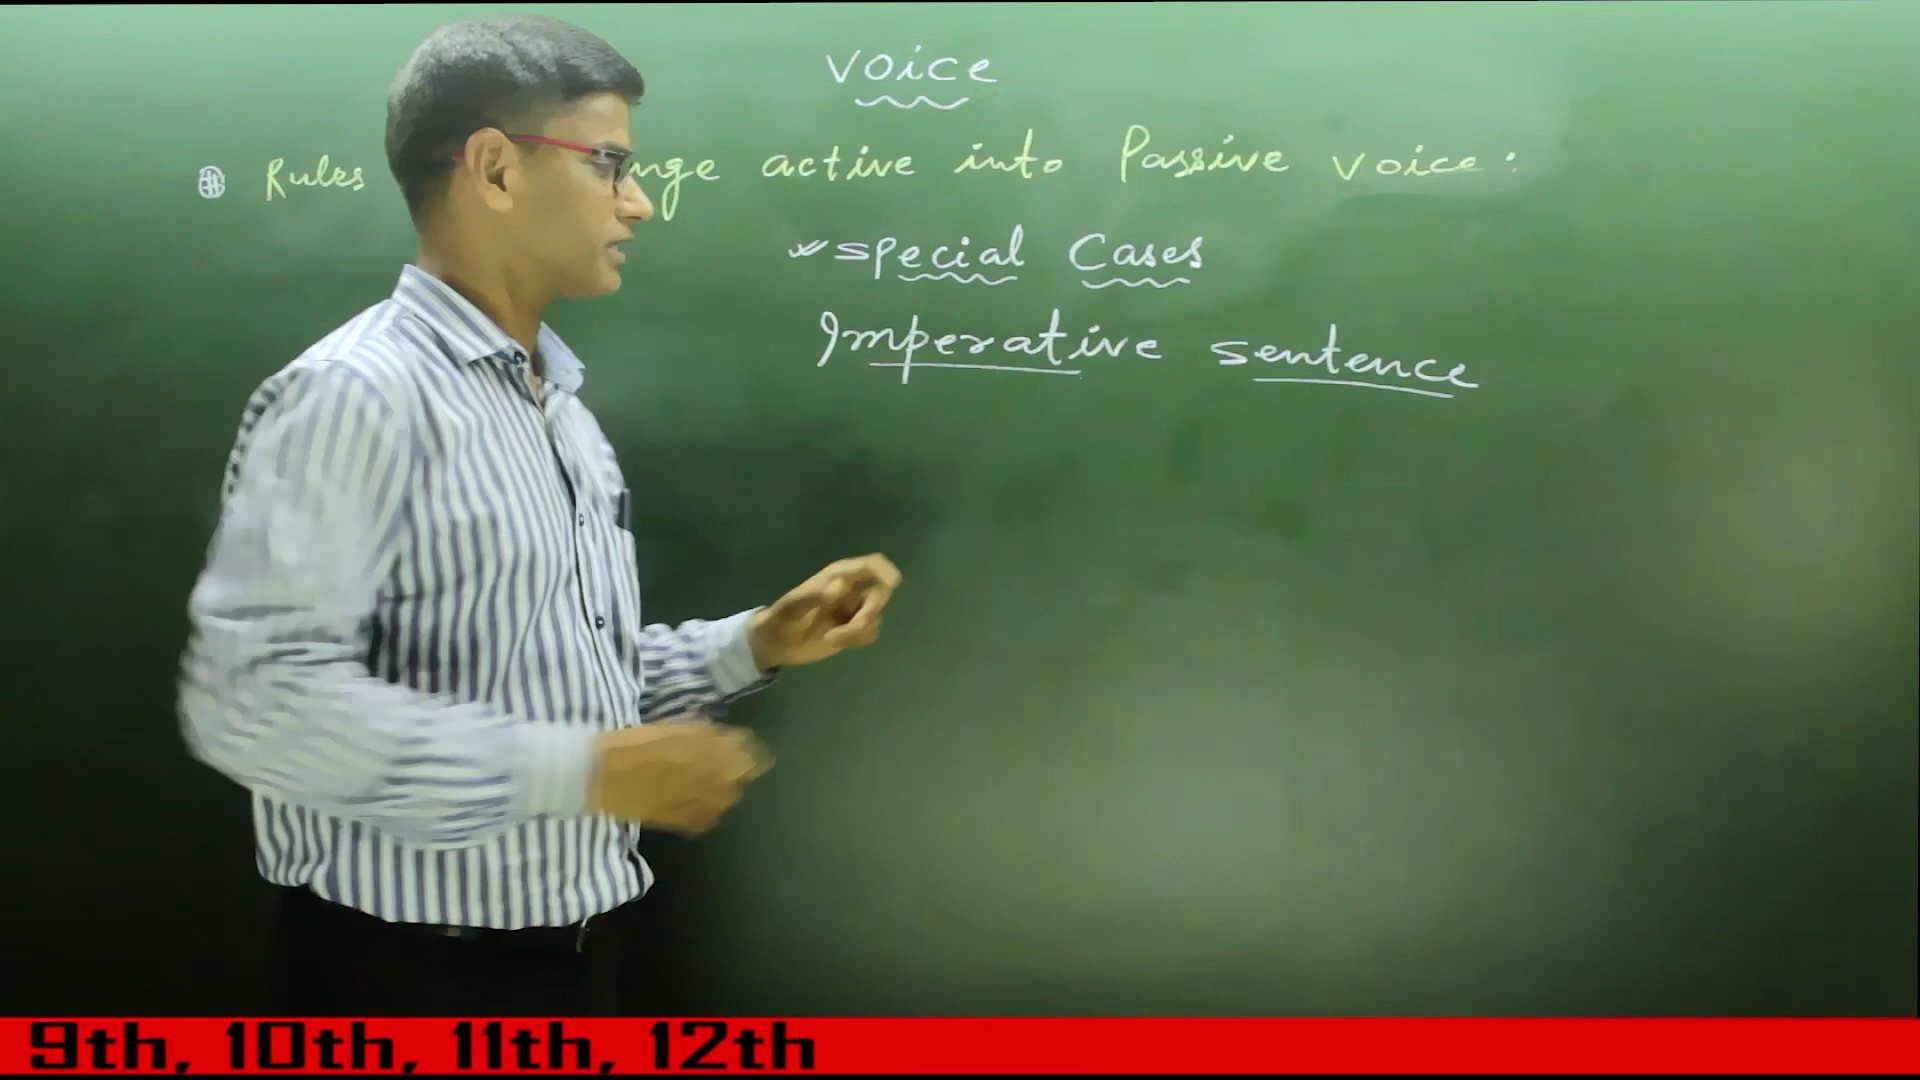 voice
Rules nge active into Passive voice :
special Cases
Imperative sentence
9th, 10th, 11th, 12th